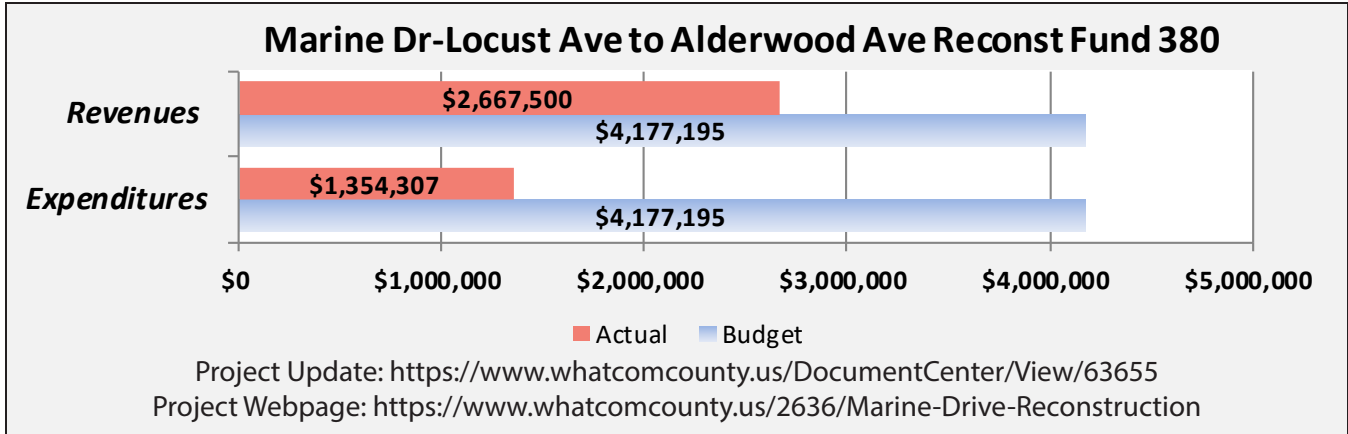 Marine Dr-Locust Ave to Alderwood Ave Reconst Fund 380
Revenues
$2,667,500
$4,177,195
Expenditures
$1,354,307
$4,177,195
$0 $1,000,000 $2,000,000 $3,000,000 $4,000,000 $5,000,000
Actual Budget
Project Update: https://www.whatcomcounty.us/DocumentCenter/View/63655
Project Webpage: https://www.whatcomcounty.us/2636/Marine-Drive-Reconstruction